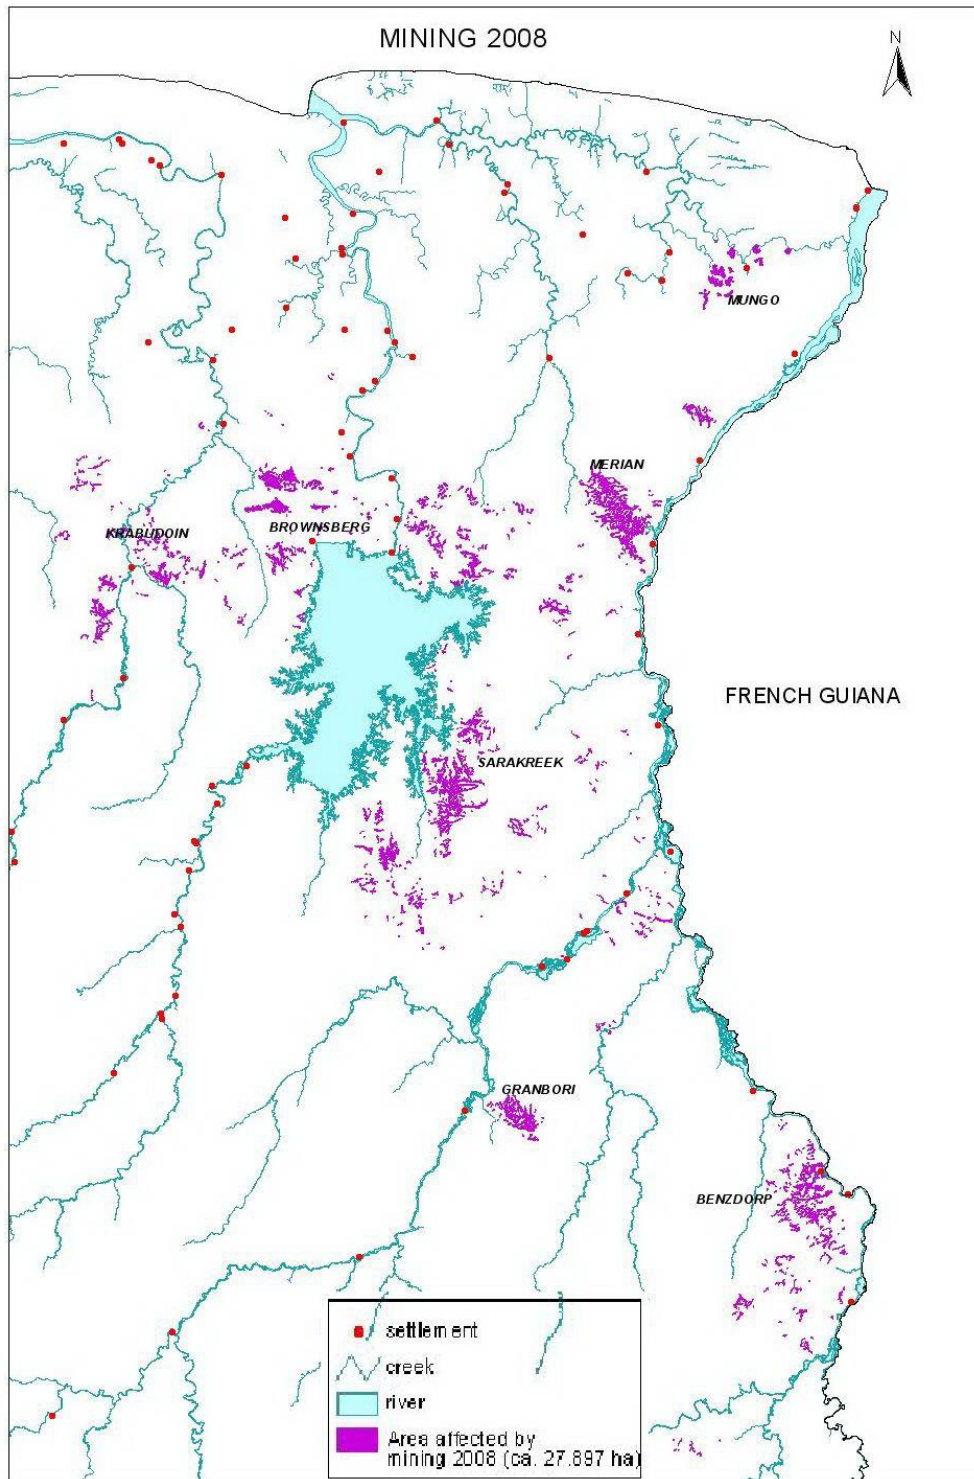 MINING 2008
N
MUNGO
MERIAN
BROWNSBERG
KRABUDOIN
FRENCH GUIANA
SARAKREEK
GRANBORI
BENZDORP
settlement
creek
river
Area affected by
mining 2008 (ca. 27.897 ha)